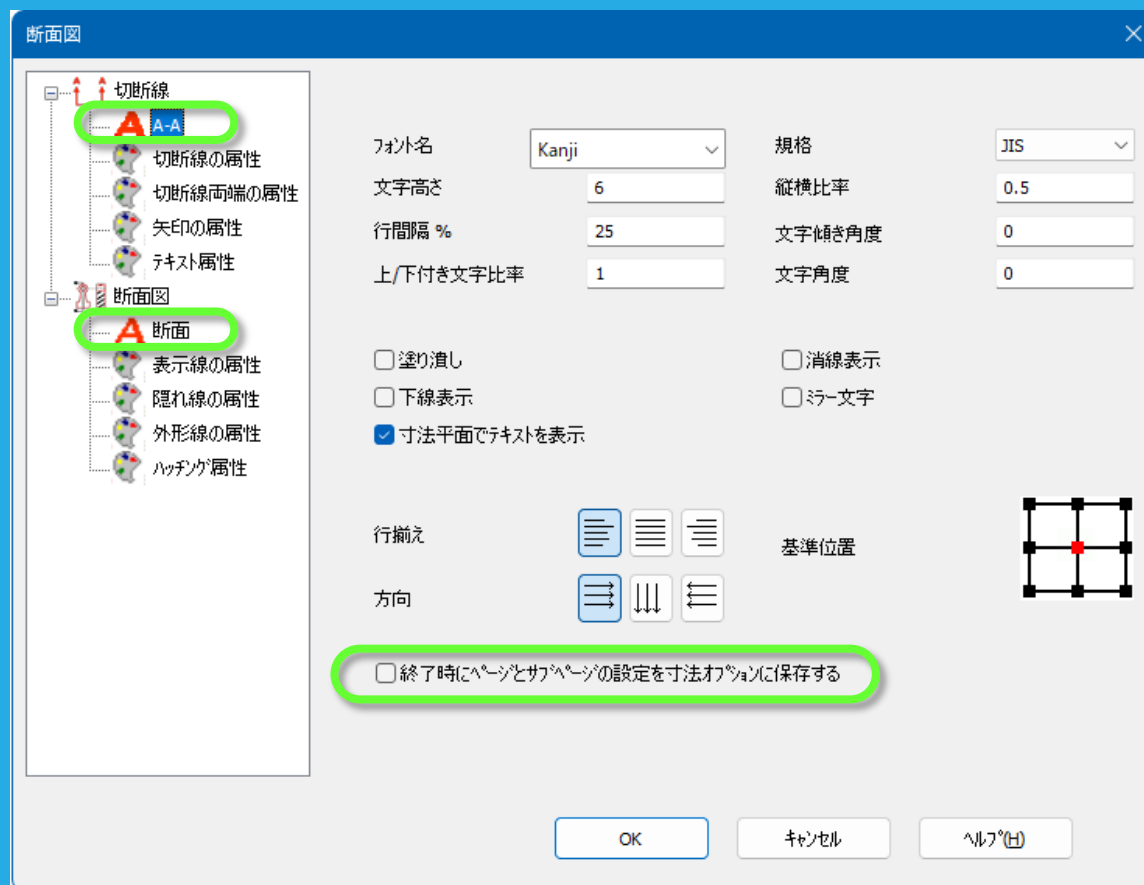 断面図
切断線
A-A
切断線の属性
切断線両端の属性
矢印の属性
ﾃｷｽﾄ属性
断面図
断面
表示線の属性
隠れ線の属性
外形線の属性
ﾊｯﾁﾝｸﾞ属性
ﾌｫﾝﾄ名 Kanji 規格 JIS
文字高さ 6 縦横比率 0.5
行間隔 % 25 文字傾き角度 0
上/下付き文字比率 1 文字角度 0
塗り潰し 消線表示
下線表示 ﾐﾗｰ文字
寸法平面でﾃｷｽﾄを表示
行揃え 基準位置
方向
終了時にﾍﾟｰｼﾞとｻﾌﾞﾍﾟｰｼﾞの設定を寸法ｵﾌﾟｼｮﾝに保存する
OK ｷｬﾝｾﾙ ﾍﾙﾌﾟ(H)